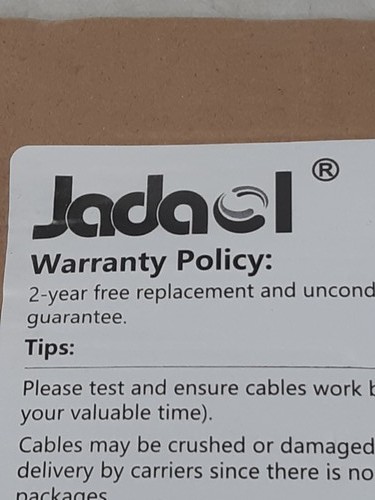 Jadaol ®
Warranty Policy:
2-year free replacement and uncond
guarantee.
Tips:
Please test and ensure cables work b
your valuable time).
Cables may be crushed or damaged
delivery by carriers since there is no
packages